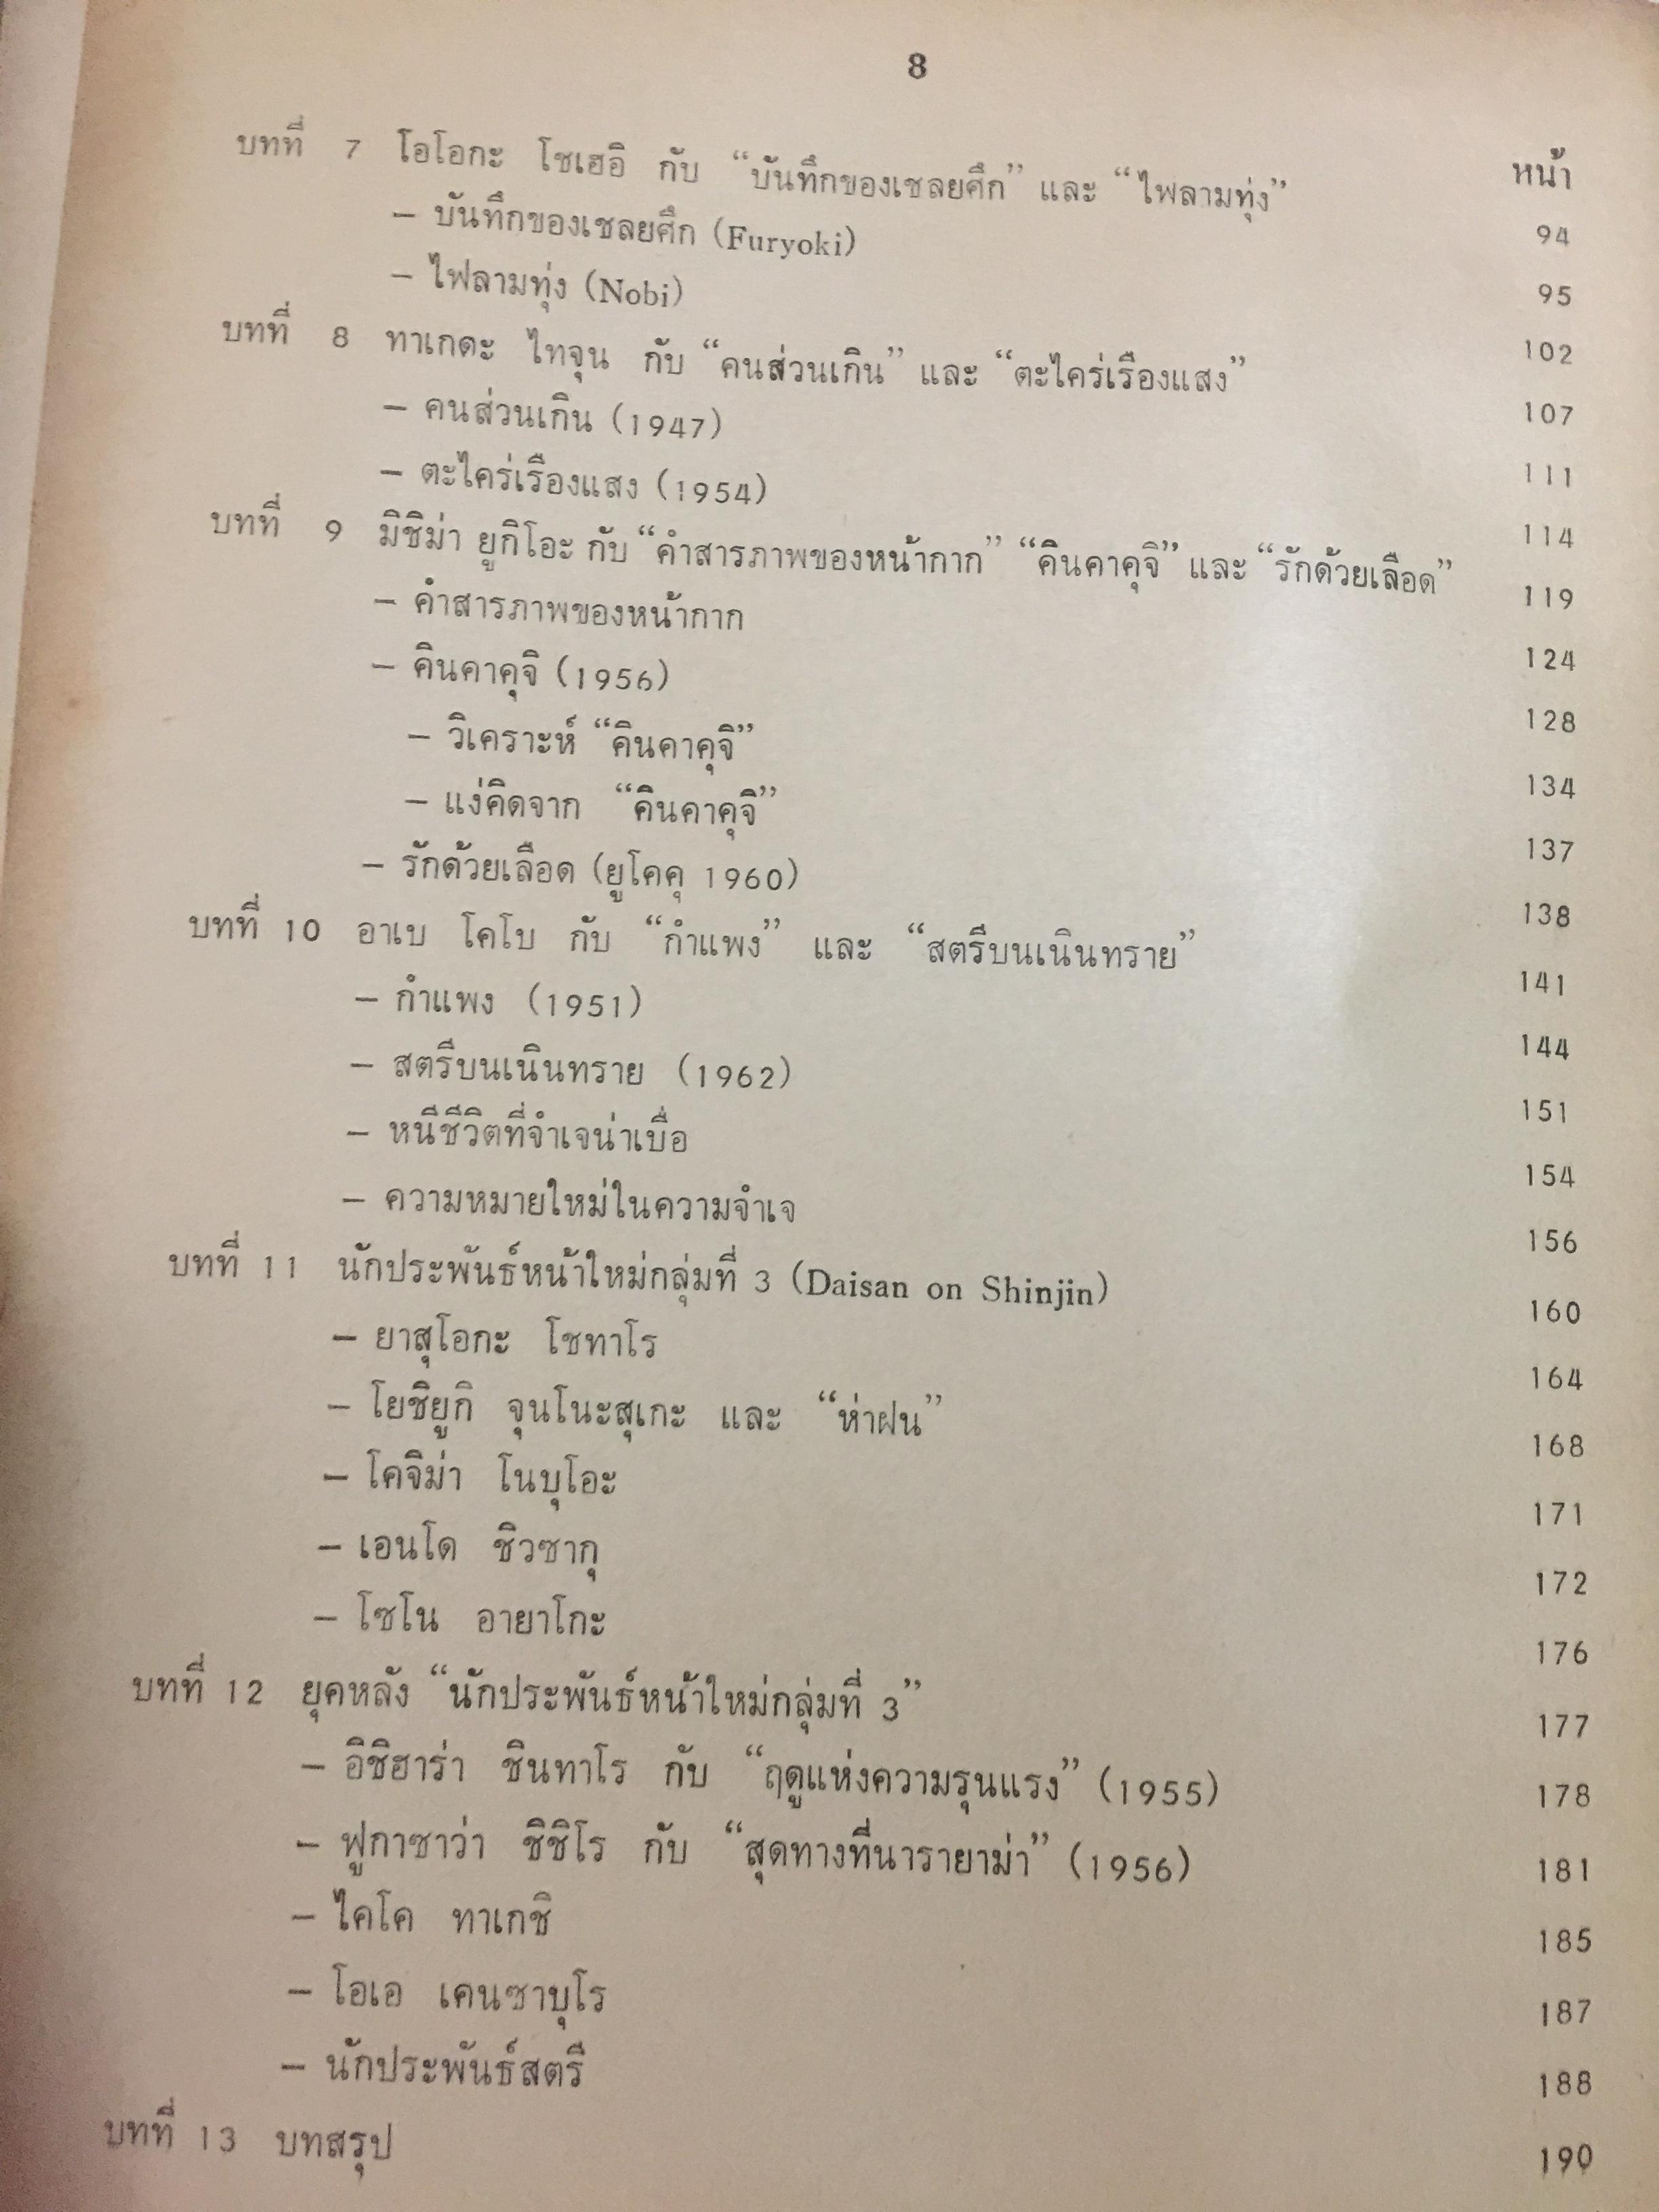 8
หน้า
บทที่ 7 โอโอกะ โชเฮอิ กับ “บันทึกของเชลยศึก” และ “ไฟลามทุ่ง” 94
– บันทึกของเชลยศึก (Furyoki) 95
– ไฟลามทุ่ง (Nobi) 102
บทที่ 8 ทาเกดะ ไทจุน กับ “คนส่วนเกิน” และ “ตะไคร่เรืองแสง” 107
– คนส่วนเกิน (1947) 111
– ตะไคร่เรืองแสง (1954) 114
บทที่ 9 มิชิม่า ยูกิโอะ กับ “คำสารภาพของหน้ากาก” “คินคาคุจิ” และ “รักด้วยเลือด” 119
– คำสารภาพของหน้ากาก 124
– คินคาคุจิ (1956) 128
– วิเคราะห์ “คินคาคุจิ” 134
– แง่คิดจาก “คินคาคุจิ” 137
– รักด้วยเลือด (ยูโคคุ 1960) 138
บทที่ 10 อาเบ โคโบ กับ “กำแพง” และ “สตรีบนเนินทราย” 141
– กำแพง (1951) 144
– สตรีบนเนินทราย (1962) 151
– หนีชีวิตที่จำเจน่าเบื่อ 154
– ความหมายใหม่ในความจำเจ 156
บทที่ 11 นักประพันธ์หน้าใหม่กลุ่มที่ 3 (Daisan on Shinjin) 160
– ยาสุโอกะ โชทาโร 164
– โยชิยูกิ จุนโนะสุเกะ และ “ห่าฝน” 168
– โคจิม่า โนบุโอะ 171
– เอนโด ชิวซากุ 172
– โซโน อายาโกะ 176
บทที่ 12 ยุคหลัง “นักประพันธ์หน้าใหม่กลุ่มที่ 3” 177
– อิชิฮาร่า ชินทาโร กับ “ฤดูแห่งความรุนแรง” (1955) 178
– ฟูกาซาว่า ชิชิโร กับ “สุดทางที่นารายาม่า” (1956) 181
– ไคโค ทาเกชิ 185
– โอเอ เคนซาบุโร 187
– นักประพันธ์สตรี 188
บทที่ 13 บทสรุป 190